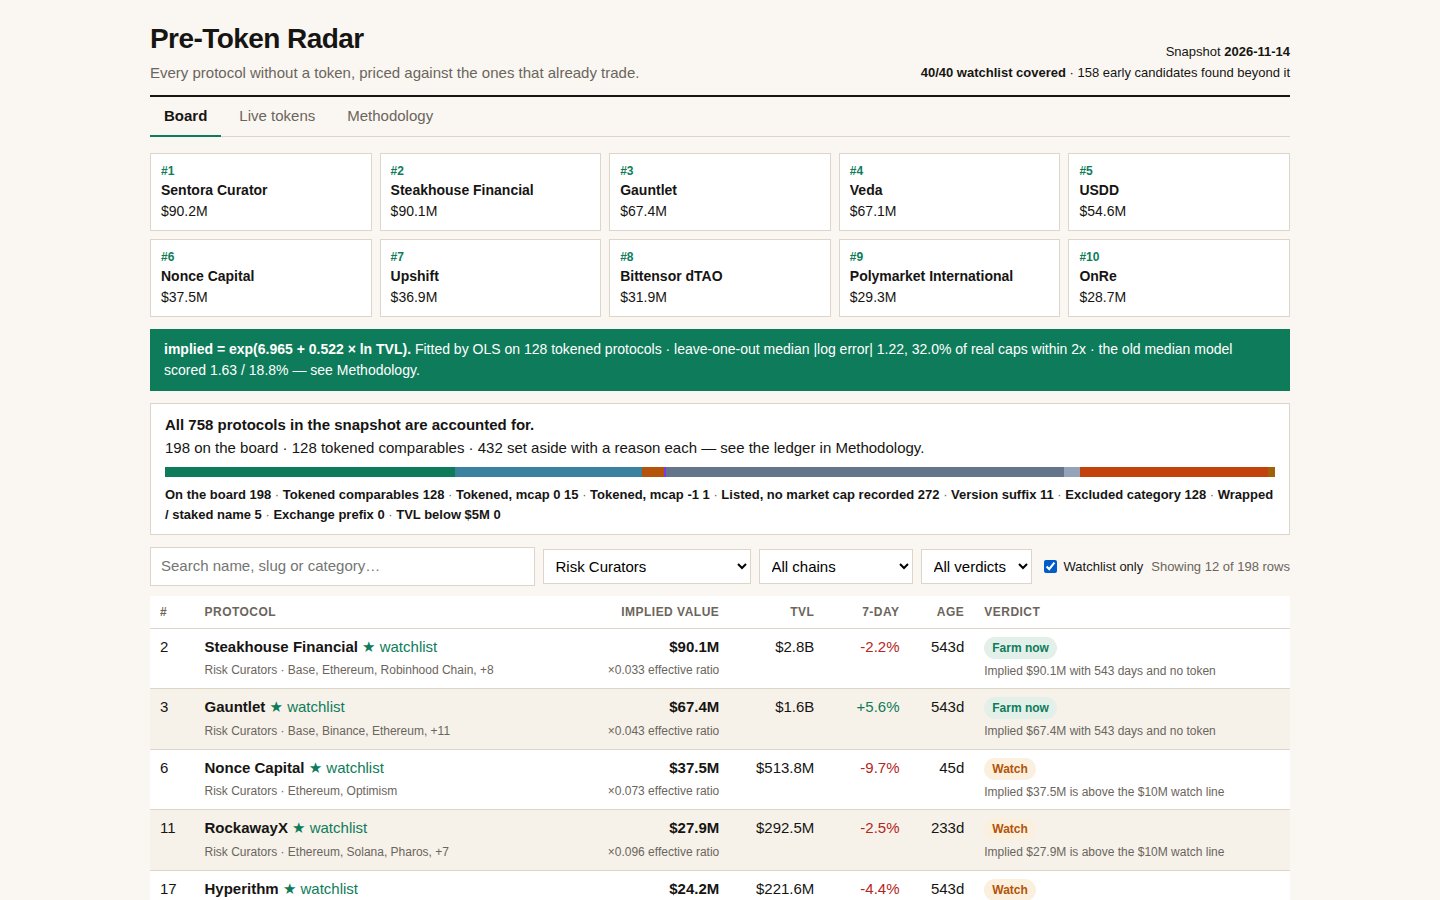 Pre-Token Radar
Every protocol without a token, priced against the ones that already trade.
Snapshot 2026-11-14
40/40 watchlist covered · 158 early candidates found beyond it
Board
Live tokens
Methodology
#1
Sentora Curator
$90.2M
#2
Steakhouse Financial
$90.1M
#3
Gauntlet
$67.4M
#4
Veda
$67.1M
#5
USDD
$54.6M
#6
Nonce Capital
$37.5M
#7
Upshift
$36.9M
#8
Bittensor dTAO
$31.9M
#9
Polymarket International
$29.3M
#10
OnRe
$28.7M
implied = exp(6.965 + 0.522 × ln TVL). Fitted by OLS on 128 tokened protocols · leave-one-out median |log error| 1.22, 32.0% of real caps within 2x · the old median model
scored 1.63 / 18.8% — see Methodology.
All 758 protocols in the snapshot are accounted for.
198 on the board · 128 tokened comparables · 432 set aside with a reason each — see the ledger in Methodology.
On the board 198 · Tokened comparables 128 · Tokened, mcap 0 15 · Tokened, mcap -1 1 · Listed, no market cap recorded 272 · Version suffix 11 · Excluded category 128 · Wrapped
/ staked name 5 · Exchange prefix 0 · TVL below $5M 0
Search name, slug or category…
Risk Curators
All chains
All verdicts
Watchlist only
Showing 12 of 198 rows
# PROTOCOL IMPLIED VALUE TVL 7-DAY AGE VERDICT
2 Steakhouse Financial ★ watchlist $90.1M $2.8B -2.2% 543d Farm now
Risk Curators · Base, Ethereum, Robinhood Chain, +8 ×0.033 effective ratio Implied $90.1M with 543 days and no token
3 Gauntlet ★ watchlist $67.4M $1.6B +5.6% 543d Farm now
Risk Curators · Base, Binance, Ethereum, +11 ×0.043 effective ratio Implied $67.4M with 543 days and no token
6 Nonce Capital ★ watchlist $37.5M $513.8M -9.7% 45d Watch
Risk Curators · Ethereum, Optimism ×0.073 effective ratio Implied $37.5M is above the $10M watch line
11 RockawayX ★ watchlist $27.9M $292.5M -2.5% 233d Watch
Risk Curators · Ethereum, Solana, Pharos, +7 ×0.096 effective ratio Implied $27.9M is above the $10M watch line
17 Hyperithm ★ watchlist $24.2M $221.6M -4.4% 543d Watch